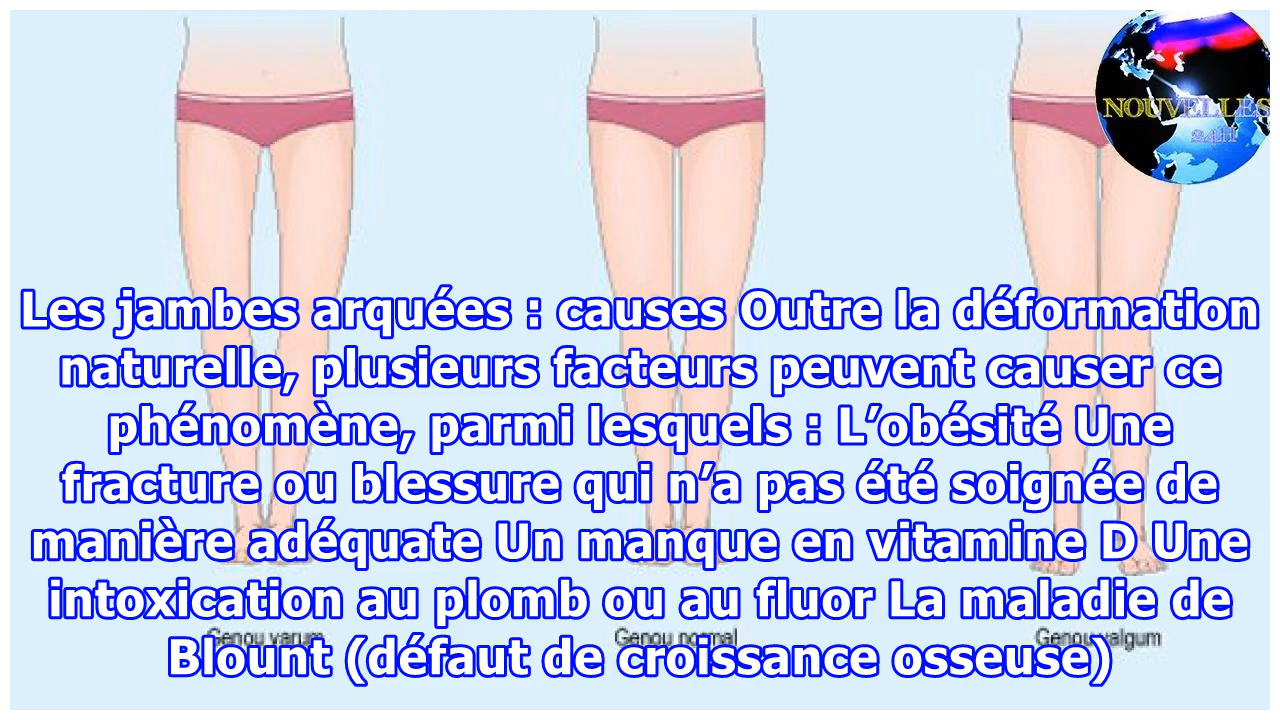 NOUVELLES
24H
Les jambes arquées : causes Outre la déformation
naturelle, plusieurs facteurs peuvent causer ce
phénomène, parmi lesquels : L’obésité Une
fracture ou blessure qui n’a pas été soignée de
manière adéquate Un manque en vitamine D Une
intoxication au plomb ou au fluor La maladie de
Genou varum Genou normal Genou valgum
Blount (défaut de croissance osseuse)